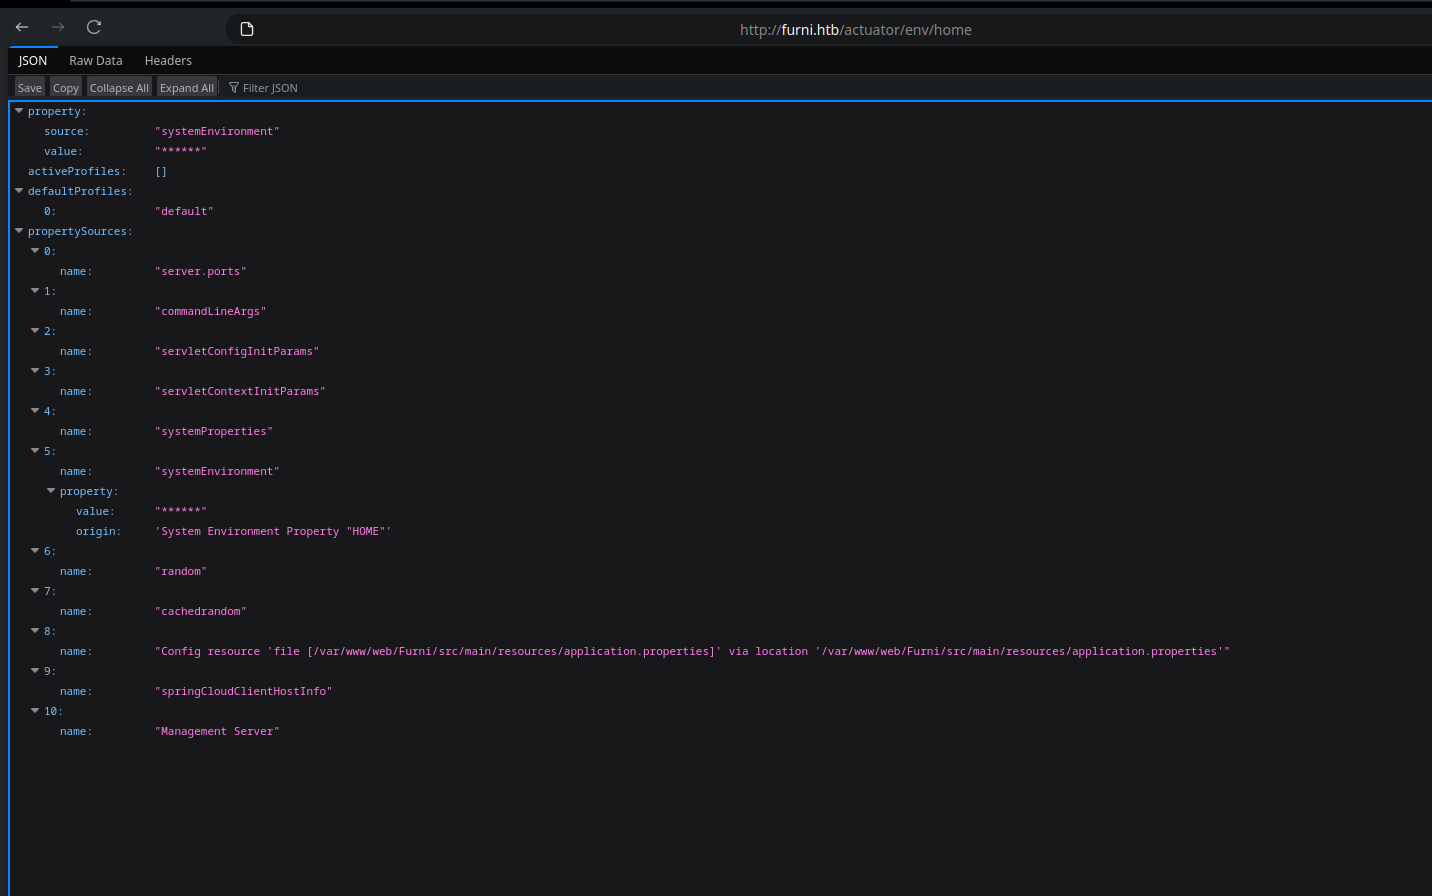 http://furni.htb/actuator/env/home
JSON Raw Data Headers
Save Copy Collapse All Expand All Filter JSON
property:
source: "systemEnvironment"
value: "******"
activeProfiles: []
defaultProfiles:
0: "default"
propertySources:
0:
name: "server.ports"
1:
name: "commandLineArgs"
2:
name: "servletConfigInitParams"
3:
name: "servletContextInitParams"
4:
name: "systemProperties"
5:
name: "systemEnvironment"
property:
value: "******"
origin: 'System Environment Property "HOME"'
6:
name: "random"
7:
name: "cachedrandom"
8:
name: "Config resource 'file [/var/www/web/Furni/src/main/resources/application.properties]' via location '/var/www/web/Furni/src/main/resources/application.properties'"
9:
name: "springCloudClientHostInfo"
10:
name: "Management Server"